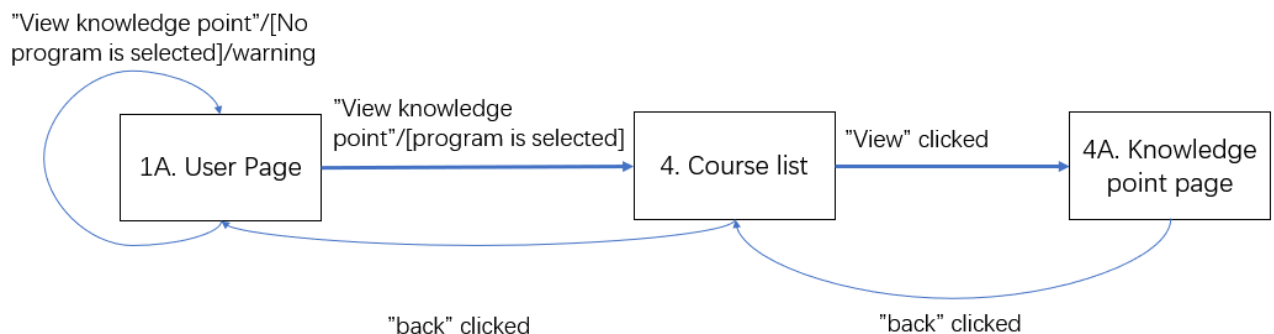 ”View knowledge point”/[No
program is selected]/warning
”View knowledge
point”/[program is selected]
”View” clicked
1A. User Page
4. Course list
4A. Knowledge
point page
”back” clicked
”back” clicked